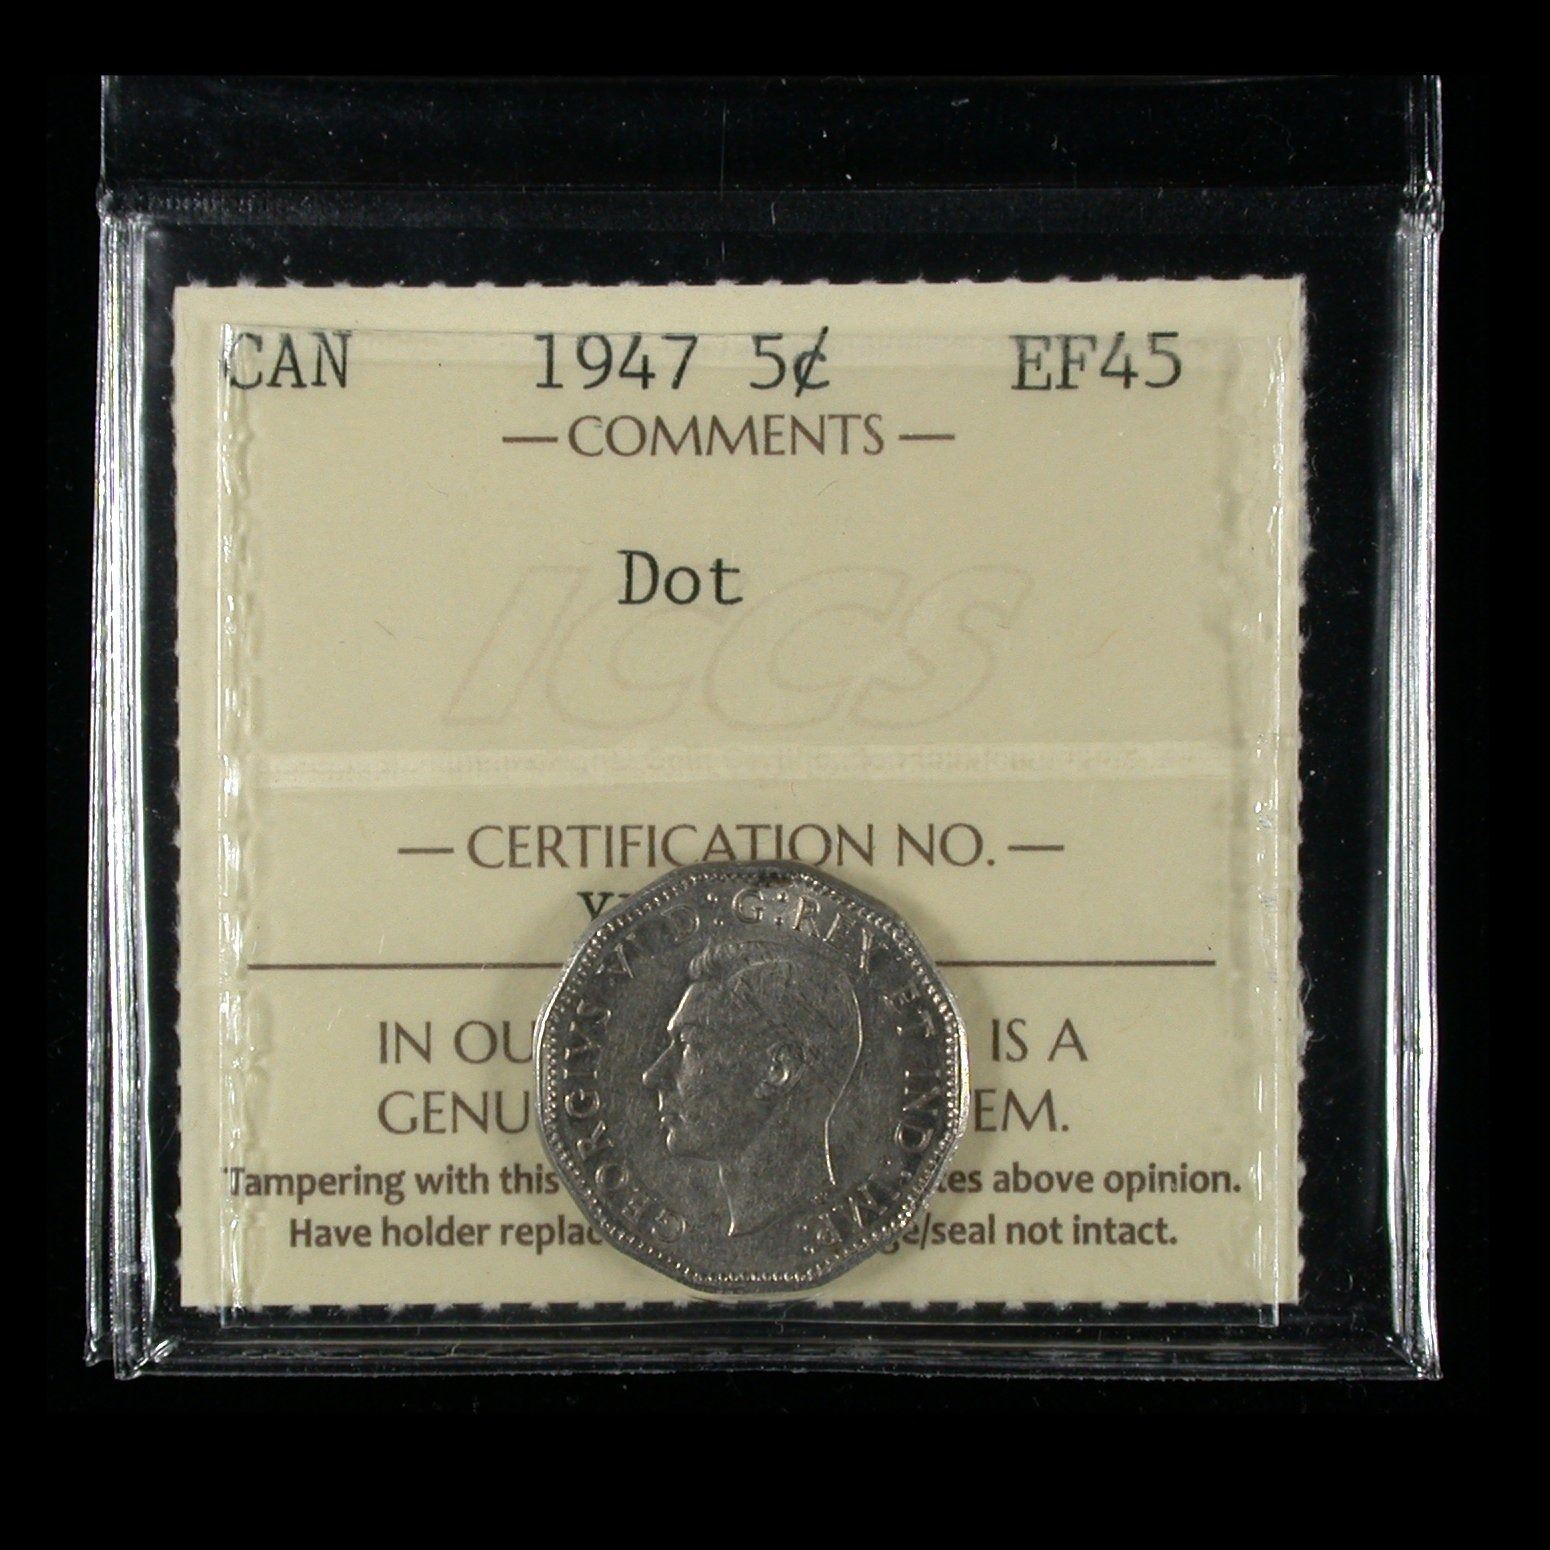 CAN 1947 5¢ EF45
—COMMENTS—
Dot
ICCS
—CERTIFICATION NO.—
IN OU IS A
GENU EM.
Tampering with this tes above opinion.
Have holder replac ge/seal not intact.
GEORGIVS VI D:G:REX ET IND:IMP: